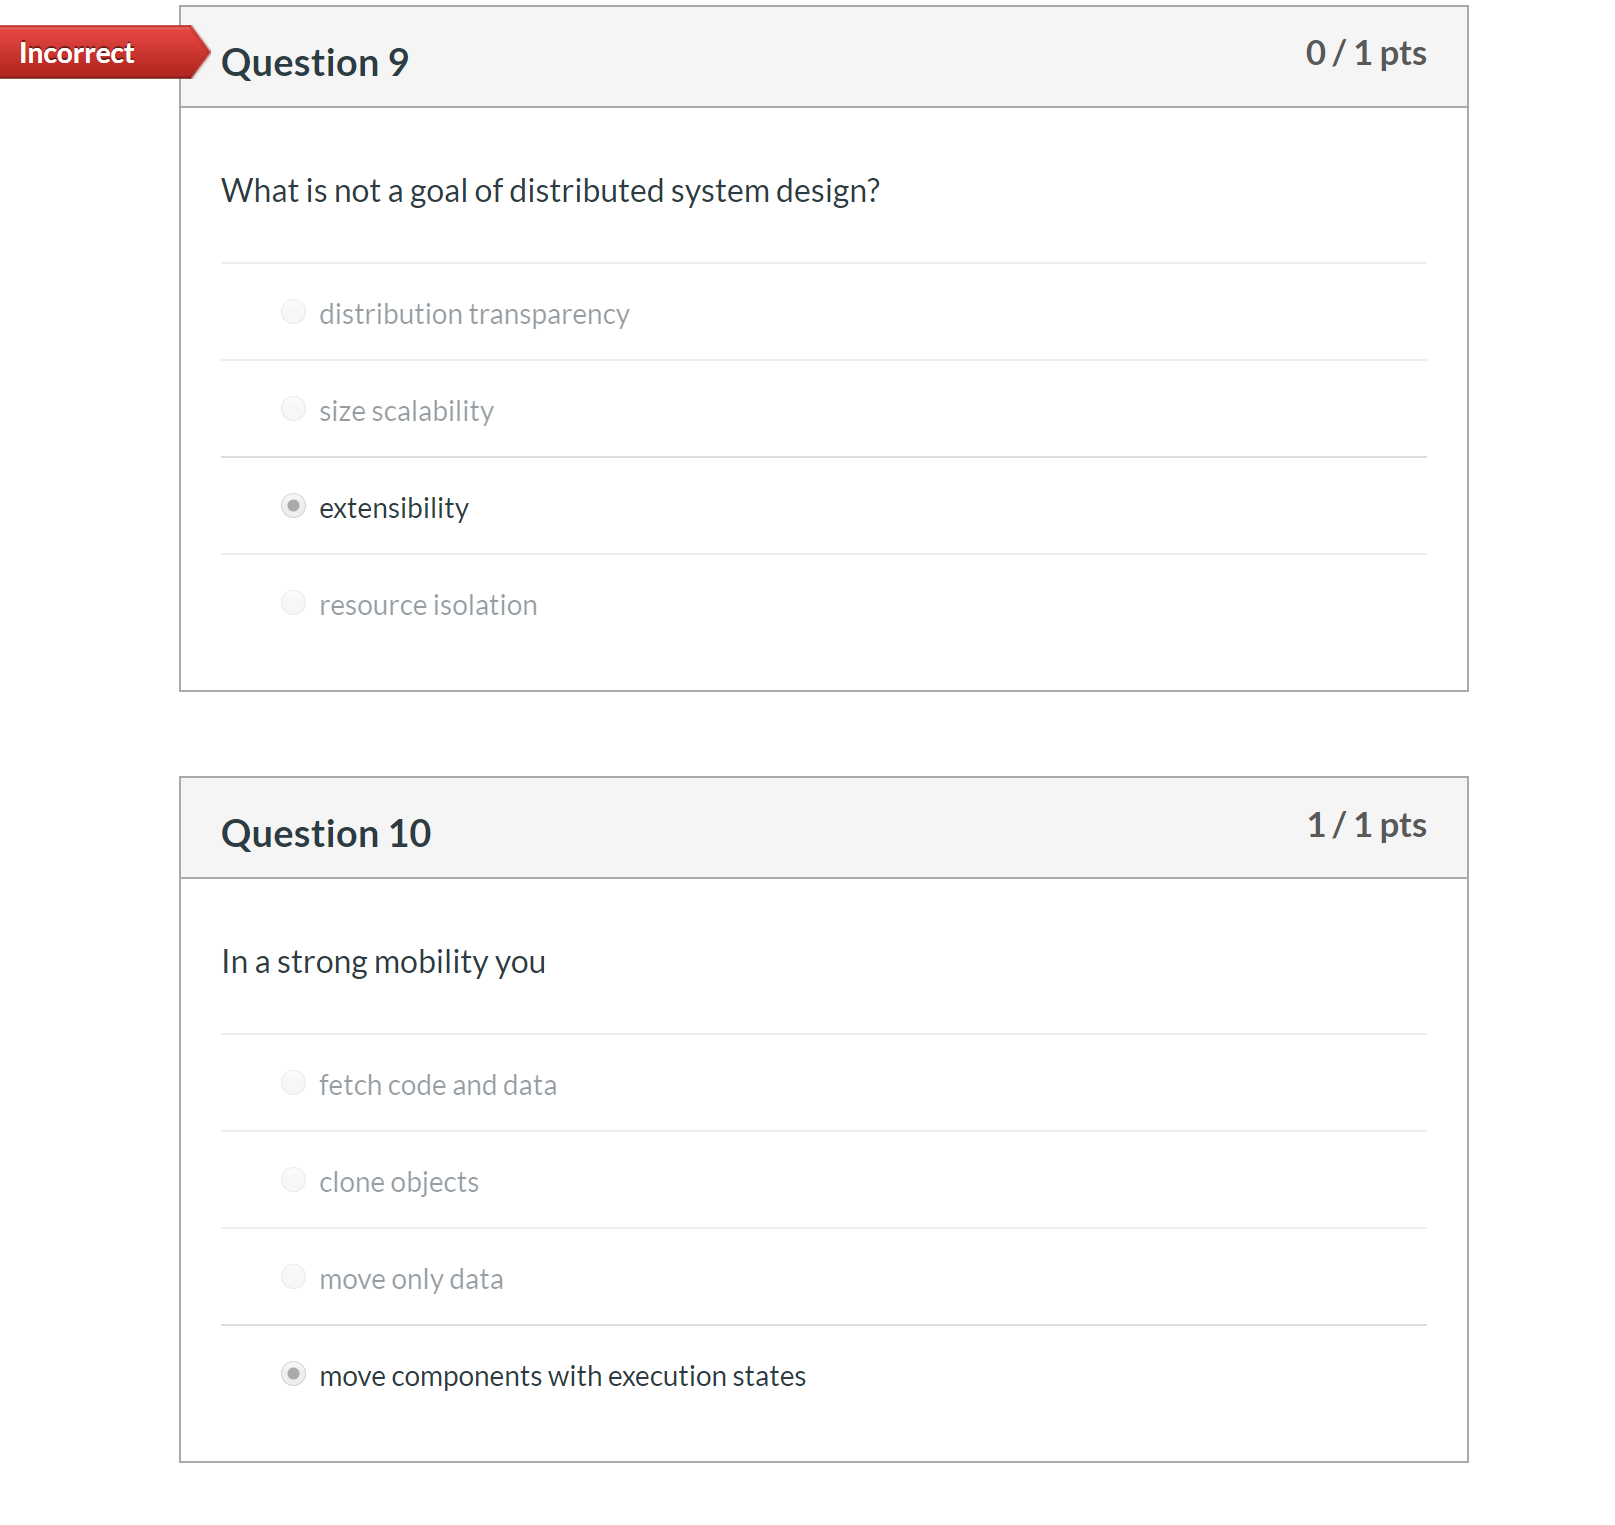 Incorrect
Question 9
0 / 1 pts
What is not a goal of distributed system design?
distribution transparency
size scalability
extensibility
resource isolation
Question 10
1 / 1 pts
In a strong mobility you
fetch code and data
clone objects
move only data
move components with execution states